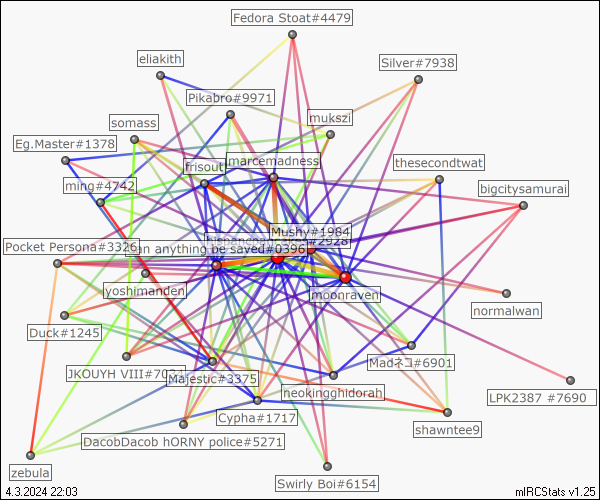 Fedora Stoat#4479
eliakith
Silver#7938
Pikabro#9971
mukszi
somass
Eg.Master#1378
frisout
marcemadness
thesecondtwat
ming#4742
bigcitysamurai
Mushy#1984
#2928
Pocket Persona#3326
an anything be saved#0396
yoshimanden
moonraven
normalwan
Duck#1245
Madネコ#6901
JKOUYH VIII#7034
Majestic#3375
neokingghidorah
LPK2387 #7690
Cypha#1717
shawntee9
DacobDacob hORNY police#5271
zebula
Swirly Boi#6154
4.3.2024 22:03
mIRCStats v1.25